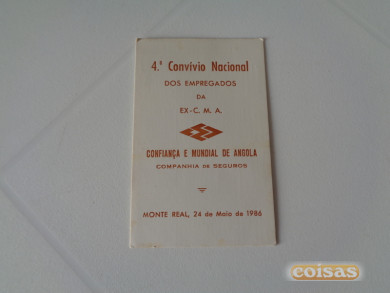 4.ª Convívio Nacional
DOS EMPREGADOS
DA
EX-C. M. A.
CONFIANÇA E MUNDIAL DE ANGOLA
COMPANHIA DE SEGUROS
MONTE REAL, 24 de Maio de 1986
coisas